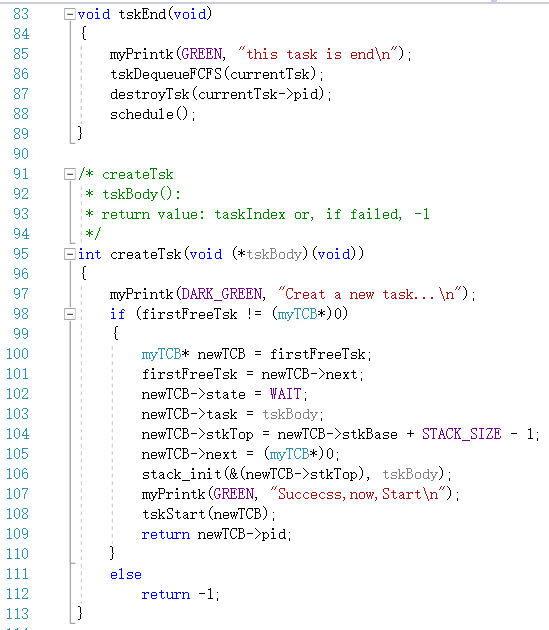 83 void tskEnd(void)
84 {
85 myPrintk(GREEN, "this task is end\n");
86 tskDequeueFCFS(currentTsk);
87 destroyTsk(currentTsk->pid);
88 schedule();
89 }
90
91 /* createTsk
92 * tskBody():
93 * return value: taskIndex or, if failed, -1
94 */
95 int createTsk(void (*tskBody)(void))
96 {
97 myPrintk(DARK_GREEN, "Creat a new task...\n");
98 if (firstFreeTsk != (myTCB*)0)
99 {
100 myTCB* newTCB = firstFreeTsk;
101 firstFreeTsk = newTCB->next;
102 newTCB->state = WAIT;
103 newTCB->task = tskBody;
104 newTCB->stkTop = newTCB->stkBase + STACK_SIZE - 1;
105 newTCB->next = (myTCB*)0;
106 stack_init(&(newTCB->stkTop), tskBody);
107 myPrintk(GREEN, "Succecss,now,Start\n");
108 tskStart(newTCB);
109 return newTCB->pid;
110 }
111 else
112 return -1;
113 }